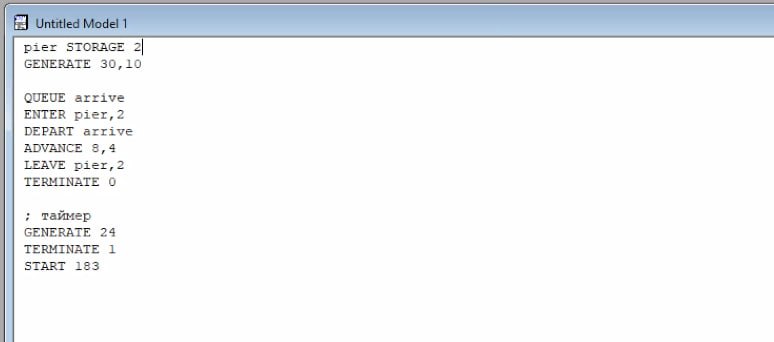 Untitled Model 1
pier STORAGE 2
GENERATE 30,10
QUEUE arrive
ENTER pier,2
DEPART arrive
ADVANCE 8,4
LEAVE pier,2
TERMINATE 0
; таймер
GENERATE 24
TERMINATE 1
START 183